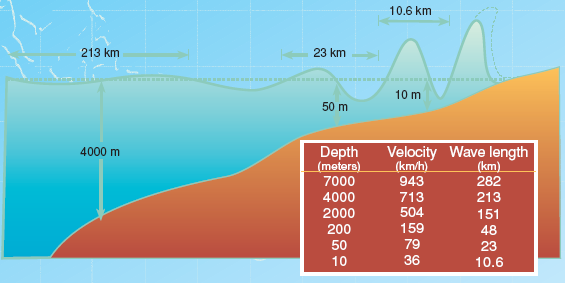 10.6 km
213 km
23 km
50 m
10 m
4000 m
Depth Velocity Wave length
(meters) (km/h) (km)
7000 943 282
4000 713 213
2000 504 151
200 159 48
50 79 23
10 36 10.6